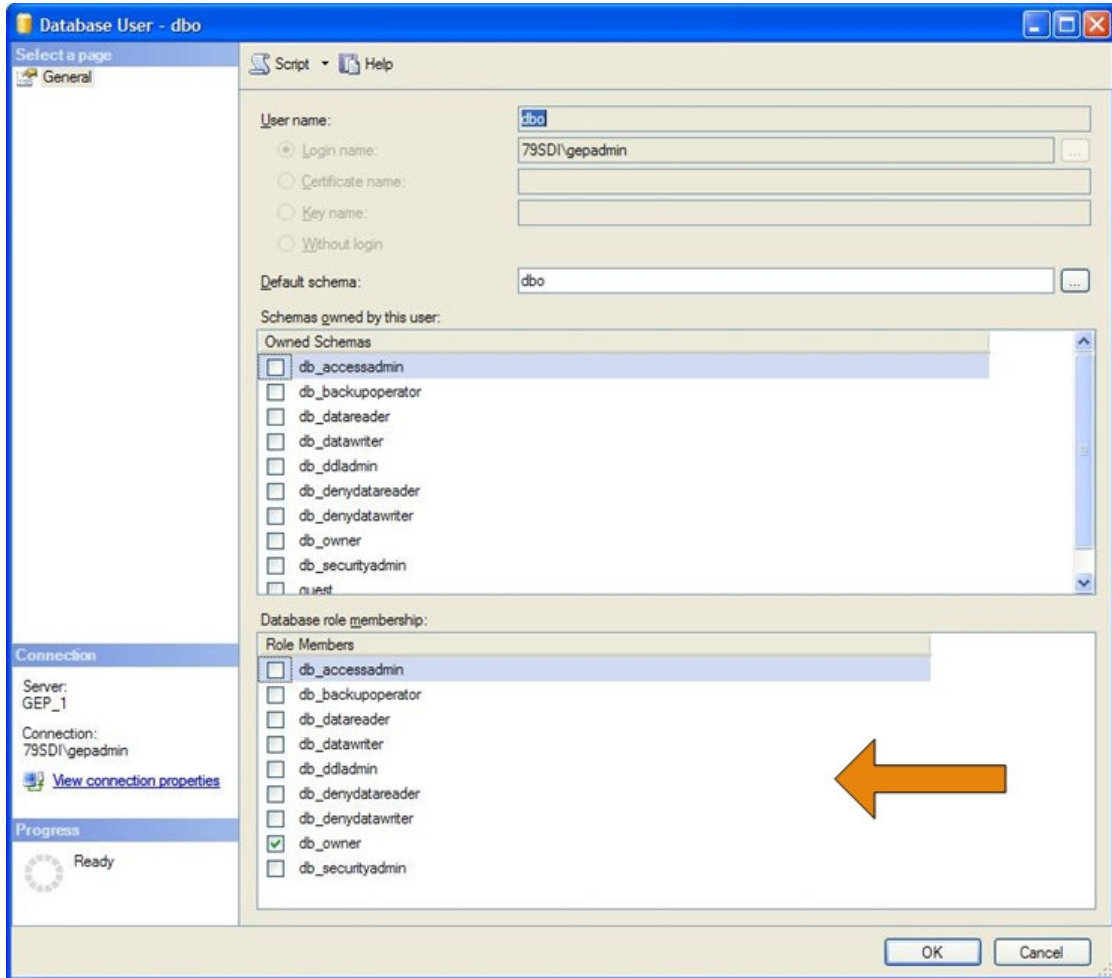 Database User - dbo
Select a page
General
Script
Help
User name:
dbo
Login name:
79SDI\gepadmin
...
Certificate name:
Key name:
Without login
Default schema:
dbo
...
Schemas owned by this user:
Owned Schemas
db_accessadmin
db_backupoperator
db_datareader
db_datawriter
db_ddladmin
db_denydatareader
db_denydatawriter
db_owner
db_securityadmin
guest
Database role membership:
Role Members
db_accessadmin
db_backupoperator
db_datareader
db_datawriter
db_ddladmin
db_denydatareader
db_denydatawriter
db_owner
db_securityadmin
Connection
Server:
GEP_1
Connection:
79SDI\gepadmin
View connection properties
Progress
Ready
OK
Cancel